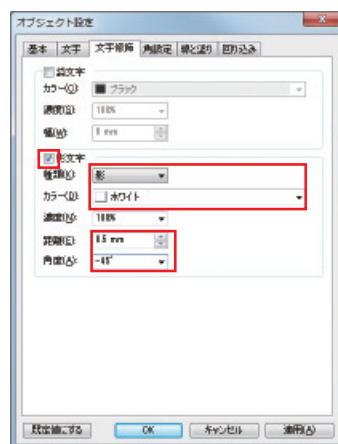 オブジェクト設定
基本 文字 文字修飾 角設定 線と塗り 回り込み
袋文字
カラー(O): ブラック
濃度(S): 100%
幅(W): 1 mm
影文字
種類(K): 影
カラー(D): ホワイト
濃度(N): 100%
距離(E): 0.5 mm
角度(A): -45°
既定値にする OK キャンセル 適用(A)